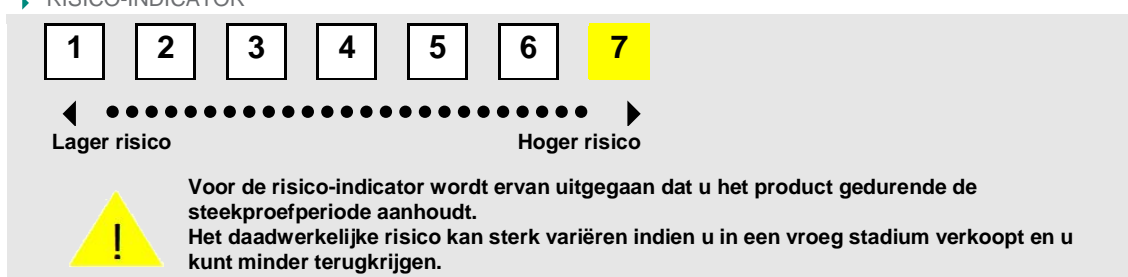 RISICO-INDICATOR
1 2 3 4 5 6 7
Lager risico Hoger risico
Voor de risico-indicator wordt ervan uitgegaan dat u het product gedurende de
steekproefperiode aanhoudt.
! Het daadwerkelijke risico kan sterk variëren indien u in een vroeg stadium verkoopt en u
kunt minder terugkrijgen.